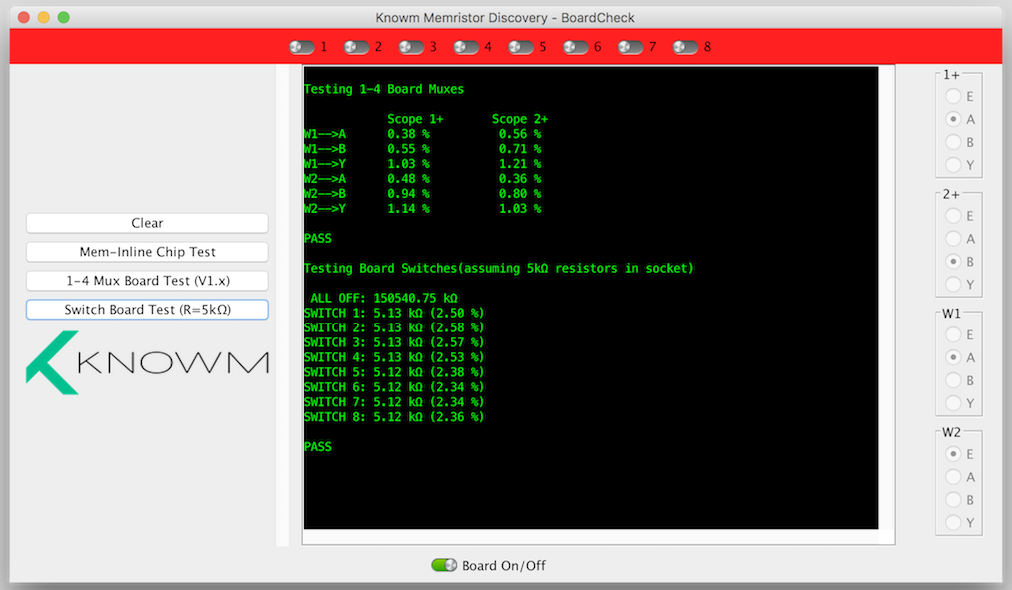 Knowm Memristor Discovery - BoardCheck
1 2 3 4 5 6 7 8
Clear
Mem-Inline Chip Test
1-4 Mux Board Test (V1.x)
Switch Board Test (R=5kΩ)
KNOWM
Testing 1-4 Board Muxes
Scope 1+ Scope 2+
W1-->A 0.38 % 0.56 %
W1-->B 0.55 % 0.71 %
W1-->Y 1.03 % 1.21 %
W2-->A 0.48 % 0.36 %
W2-->B 0.94 % 0.80 %
W2-->Y 1.14 % 1.03 %
PASS
Testing Board Switches(assuming 5kΩ resistors in socket)
ALL OFF: 150540.75 kΩ
SWITCH 1: 5.13 kΩ (2.50 %)
SWITCH 2: 5.13 kΩ (2.58 %)
SWITCH 3: 5.13 kΩ (2.57 %)
SWITCH 4: 5.13 kΩ (2.53 %)
SWITCH 5: 5.12 kΩ (2.38 %)
SWITCH 6: 5.12 kΩ (2.34 %)
SWITCH 7: 5.12 kΩ (2.34 %)
SWITCH 8: 5.12 kΩ (2.36 %)
PASS
1+
E
A
B
Y
2+
E
A
B
Y
W1
E
A
B
Y
W2
E
A
B
Y
Board On/Off